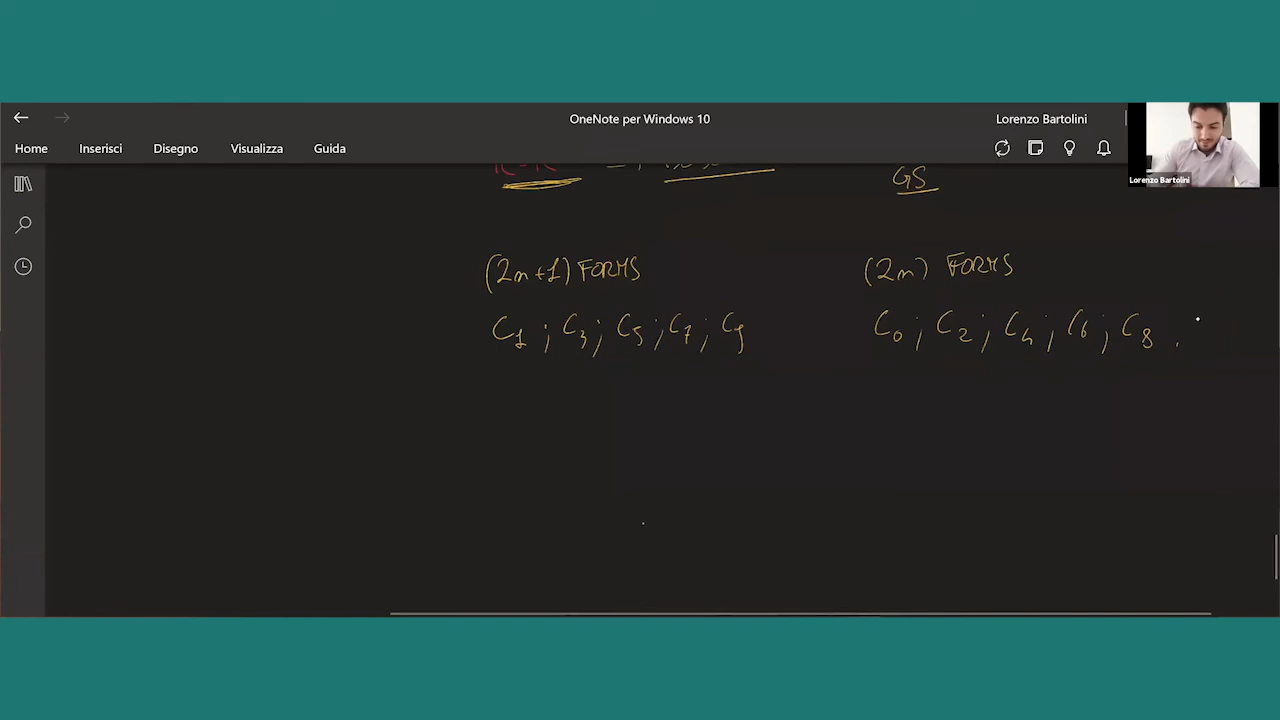 OneNote per Windows 10
Lorenzo Bartolini
Home Inserisci Disegno Visualizza Guida
Lorenzo Bartolini
GS
(2n+1) FORMS
(2n) FORMS
C1 ; C3 ; C5 ; C7 ; C9
C0 ; C2 ; C4 ; C6 ; C8 ;